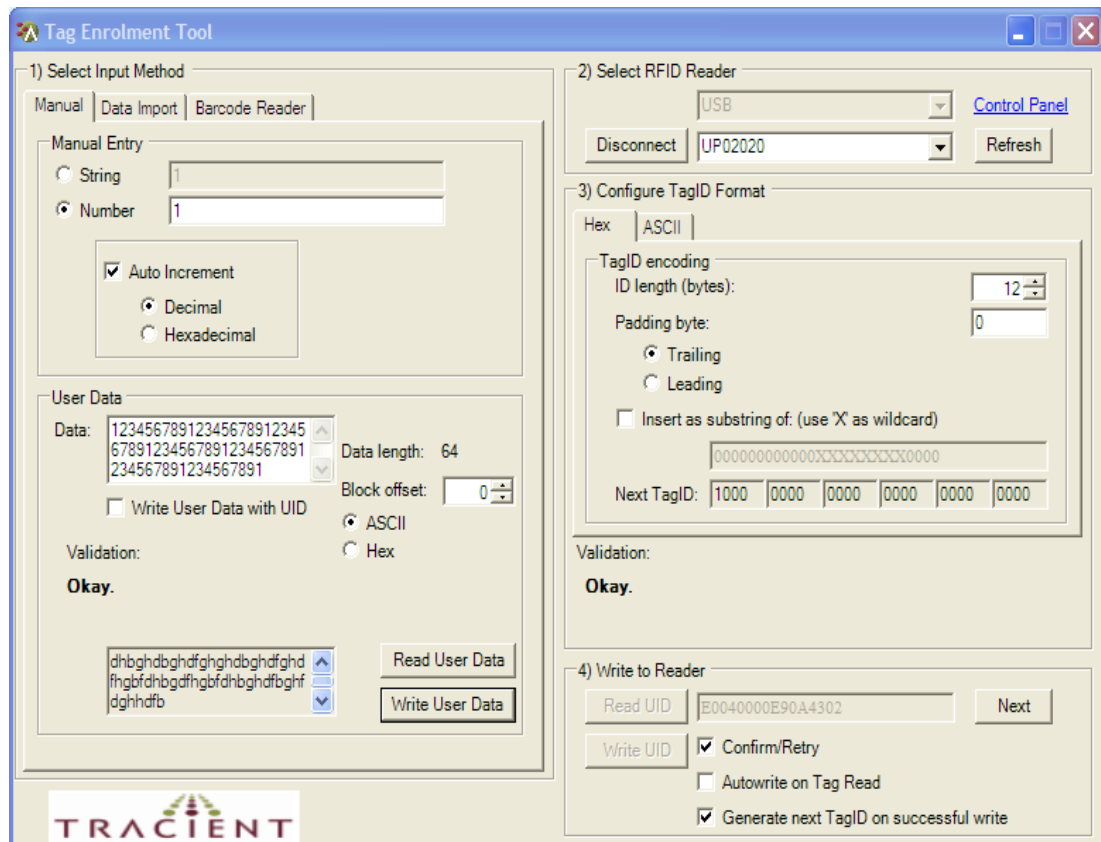 Tag Enrolment Tool
1) Select Input Method
Manual Data Import Barcode Reader
Manual Entry
String 1
Number 1
Auto Increment
Decimal
Hexadecimal
User Data
Data: 12345678912345678912345
67891234567891234567891
234567891234567891
Data length: 64
Block offset: 0
Write User Data with UID
ASCII
Hex
Validation:
Okay.
dhbghdbghdfghghdbghdfghd
fhgbfdhbgdfhgbfdhbghdfbghf
dghhdfb
Read User Data
Write User Data
TRACIENT
2) Select RFID Reader
USB Control Panel
Disconnect UP02020 Refresh
3) Configure TagID Format
Hex ASCII
TagID encoding
ID length (bytes): 12
Padding byte: 0
Trailing
Leading
Insert as substring of: (use 'X' as wildcard)
000000000000XXXXXXXX0000
Next TagID: 1000 0000 0000 0000 0000 0000
Validation:
Okay.
4) Write to Reader
Read UID E0040000E90A4302 Next
Write UID Confirm/Retry
Autowrite on Tag Read
Generate next TagID on successful write